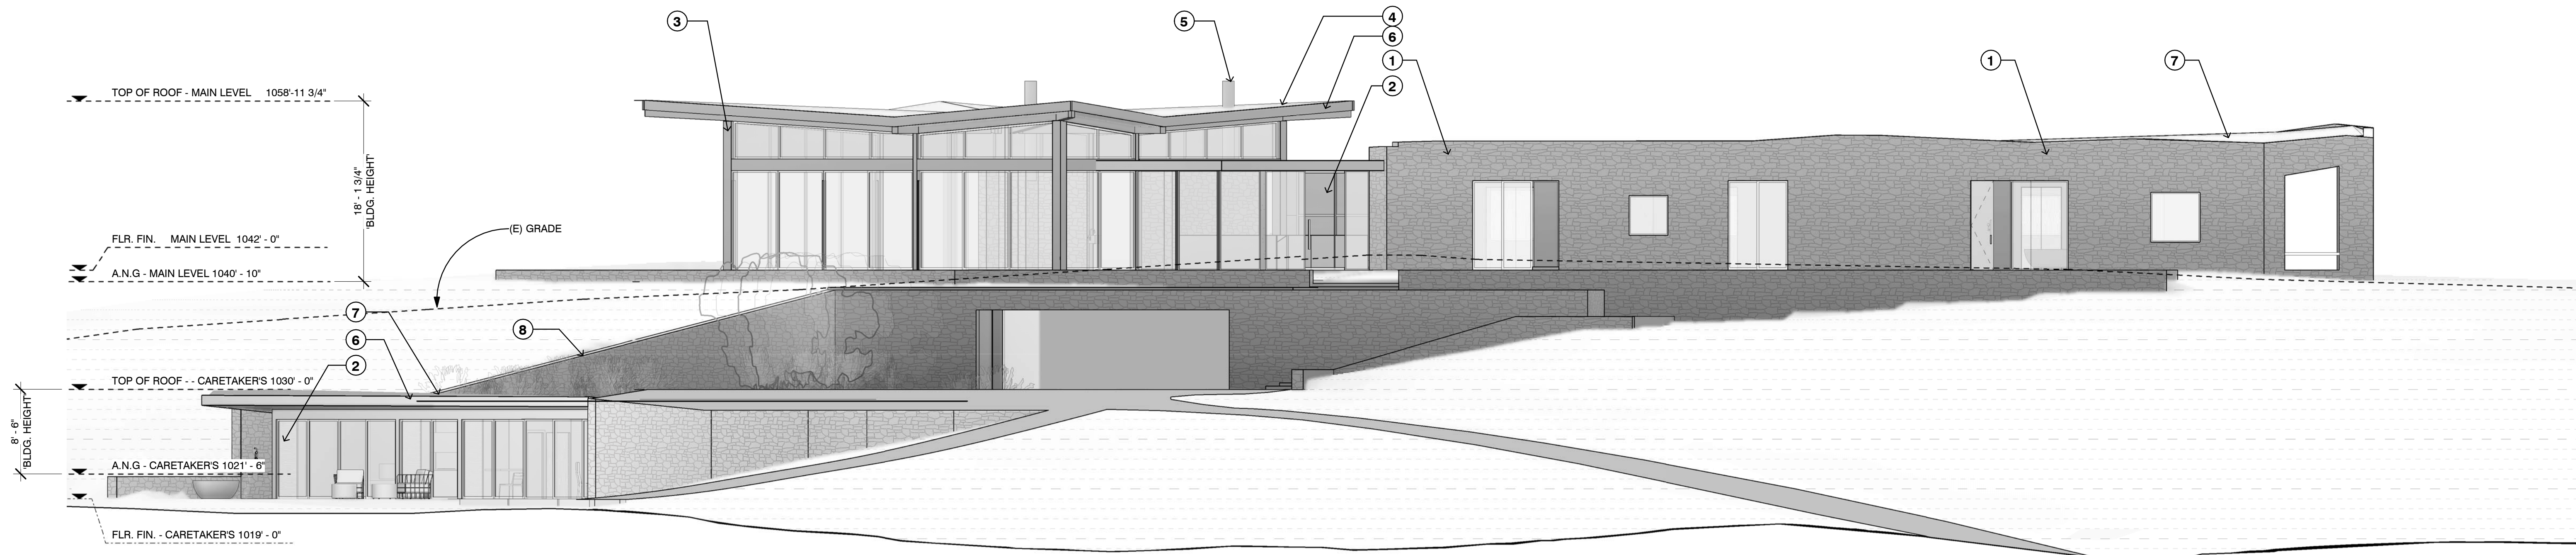 3
5
4
6
1
2
1
7
TOP OF ROOF - MAIN LEVEL 1058'-11 3/4"
18' - 1 3/4"
'BLDG. HEIGHT'
FLR. FIN. MAIN LEVEL 1042' - 0"
(E) GRADE
A.N.G - MAIN LEVEL 1040' - 10"
7
8
6
2
TOP OF ROOF - - CARETAKER'S 1030' - 0"
8' - 6"
'BLDG. HEIGHT'
A.N.G - CARETAKER'S 1021' - 6"
FLR. FIN. - CARETAKER'S 1019' - 0"